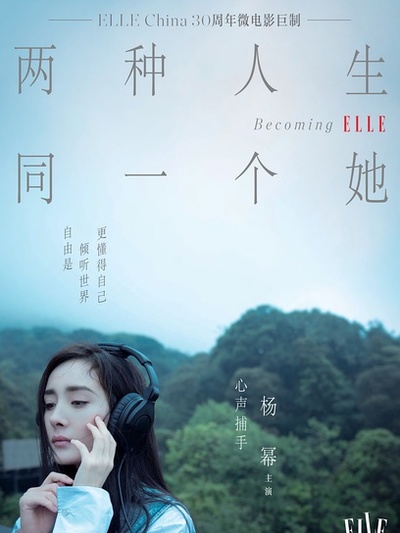 ELLE China 30周年微电影巨制
两种人生
Becoming ELLE
同一个她
更懂得自己
倾听世界
自由是
心声捕手
杨幂 主演
ELLE